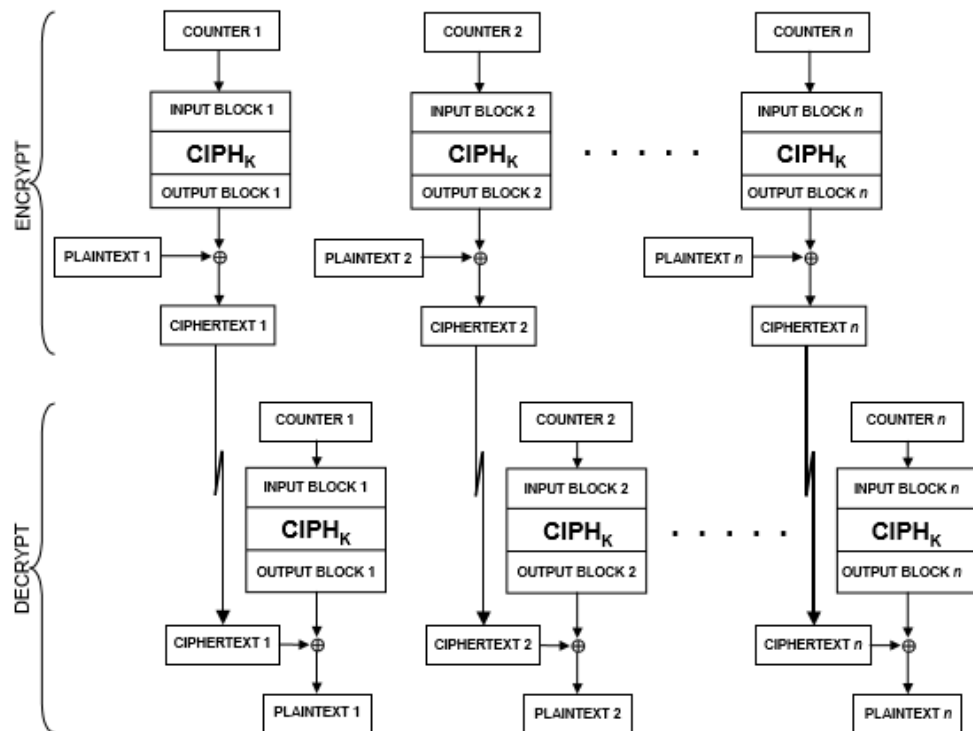 ENCRYPT
COUNTER 1 COUNTER 2 COUNTER n
INPUT BLOCK 1 INPUT BLOCK 2 INPUT BLOCK n
CIPHK CIPHK . . . . . CIPHK
OUTPUT BLOCK 1 OUTPUT BLOCK 2 OUTPUT BLOCK n
PLAINTEXT 1 PLAINTEXT 2 PLAINTEXT n
CIPHERTEXT 1 CIPHERTEXT 2 CIPHERTEXT n
DECRYPT
COUNTER 1 COUNTER 2 COUNTER n
INPUT BLOCK 1 INPUT BLOCK 2 INPUT BLOCK n
CIPHK CIPHK . . . . . CIPHK
OUTPUT BLOCK 1 OUTPUT BLOCK 2 OUTPUT BLOCK n
CIPHERTEXT 1 CIPHERTEXT 2 CIPHERTEXT n
PLAINTEXT 1 PLAINTEXT 2 PLAINTEXT n